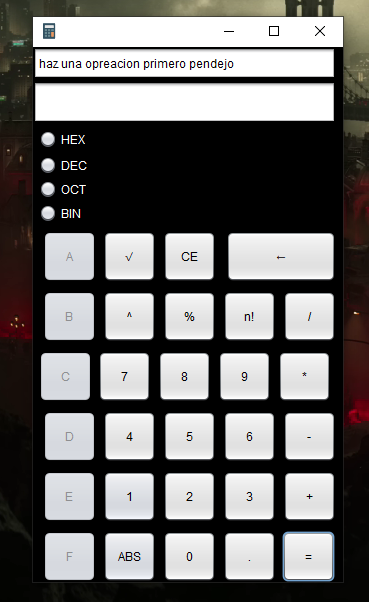 haz una opreacion primero pendejo
HEX
DEC
OCT
BIN
A √ CE ←
B ^ % n! /
C 7 8 9 *
D 4 5 6 -
E 1 2 3 +
F ABS 0 . =